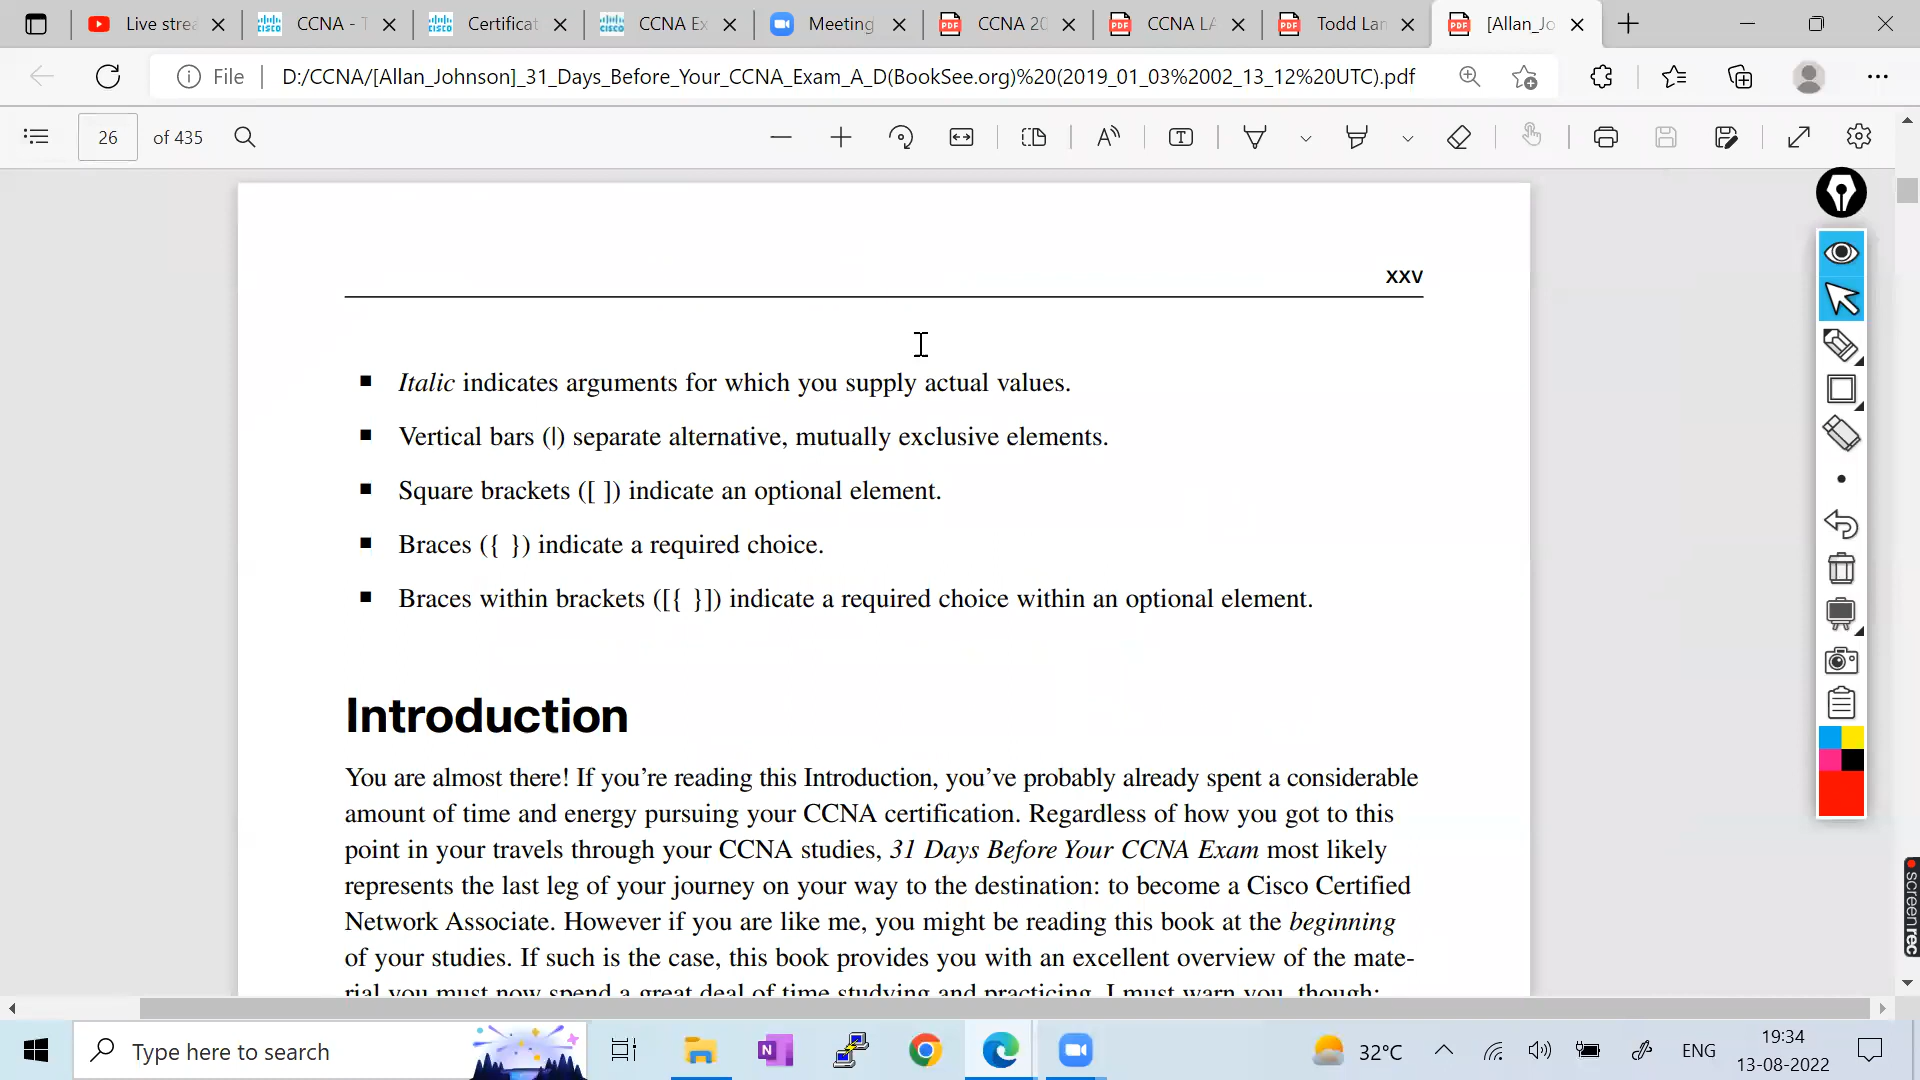 Live strea
CCNA - T
Certificat
CCNA Ex
Meeting
CCNA 20
CCNA LA
Todd Lan
[Allan_Jo
File
D:/CCNA/[Allan_Johnson]_31_Days_Before_Your_CCNA_Exam_A_D(BookSee.org)%20(2019_01_03%2002_13_12%20UTC).pdf
26
of 435
xxv
■ Italic indicates arguments for which you supply actual values.
■ Vertical bars (|) separate alternative, mutually exclusive elements.
■ Square brackets ([ ]) indicate an optional element.
■ Braces ({ }) indicate a required choice.
■ Braces within brackets ([{ }]) indicate a required choice within an optional element.
Introduction
You are almost there! If you’re reading this Introduction, you’ve probably already spent a considerable
amount of time and energy pursuing your CCNA certification. Regardless of how you got to this
point in your travels through your CCNA studies, 31 Days Before Your CCNA Exam most likely
represents the last leg of your journey on your way to the destination: to become a Cisco Certified
Network Associate. However if you are like me, you might be reading this book at the beginning
of your studies. If such is the case, this book provides you with an excellent overview of the mate-
rial you must now spend a great deal of time studying and practicing. I must warn you, though:
screenrec
Type here to search
32°C
ENG
19:34
13-08-2022